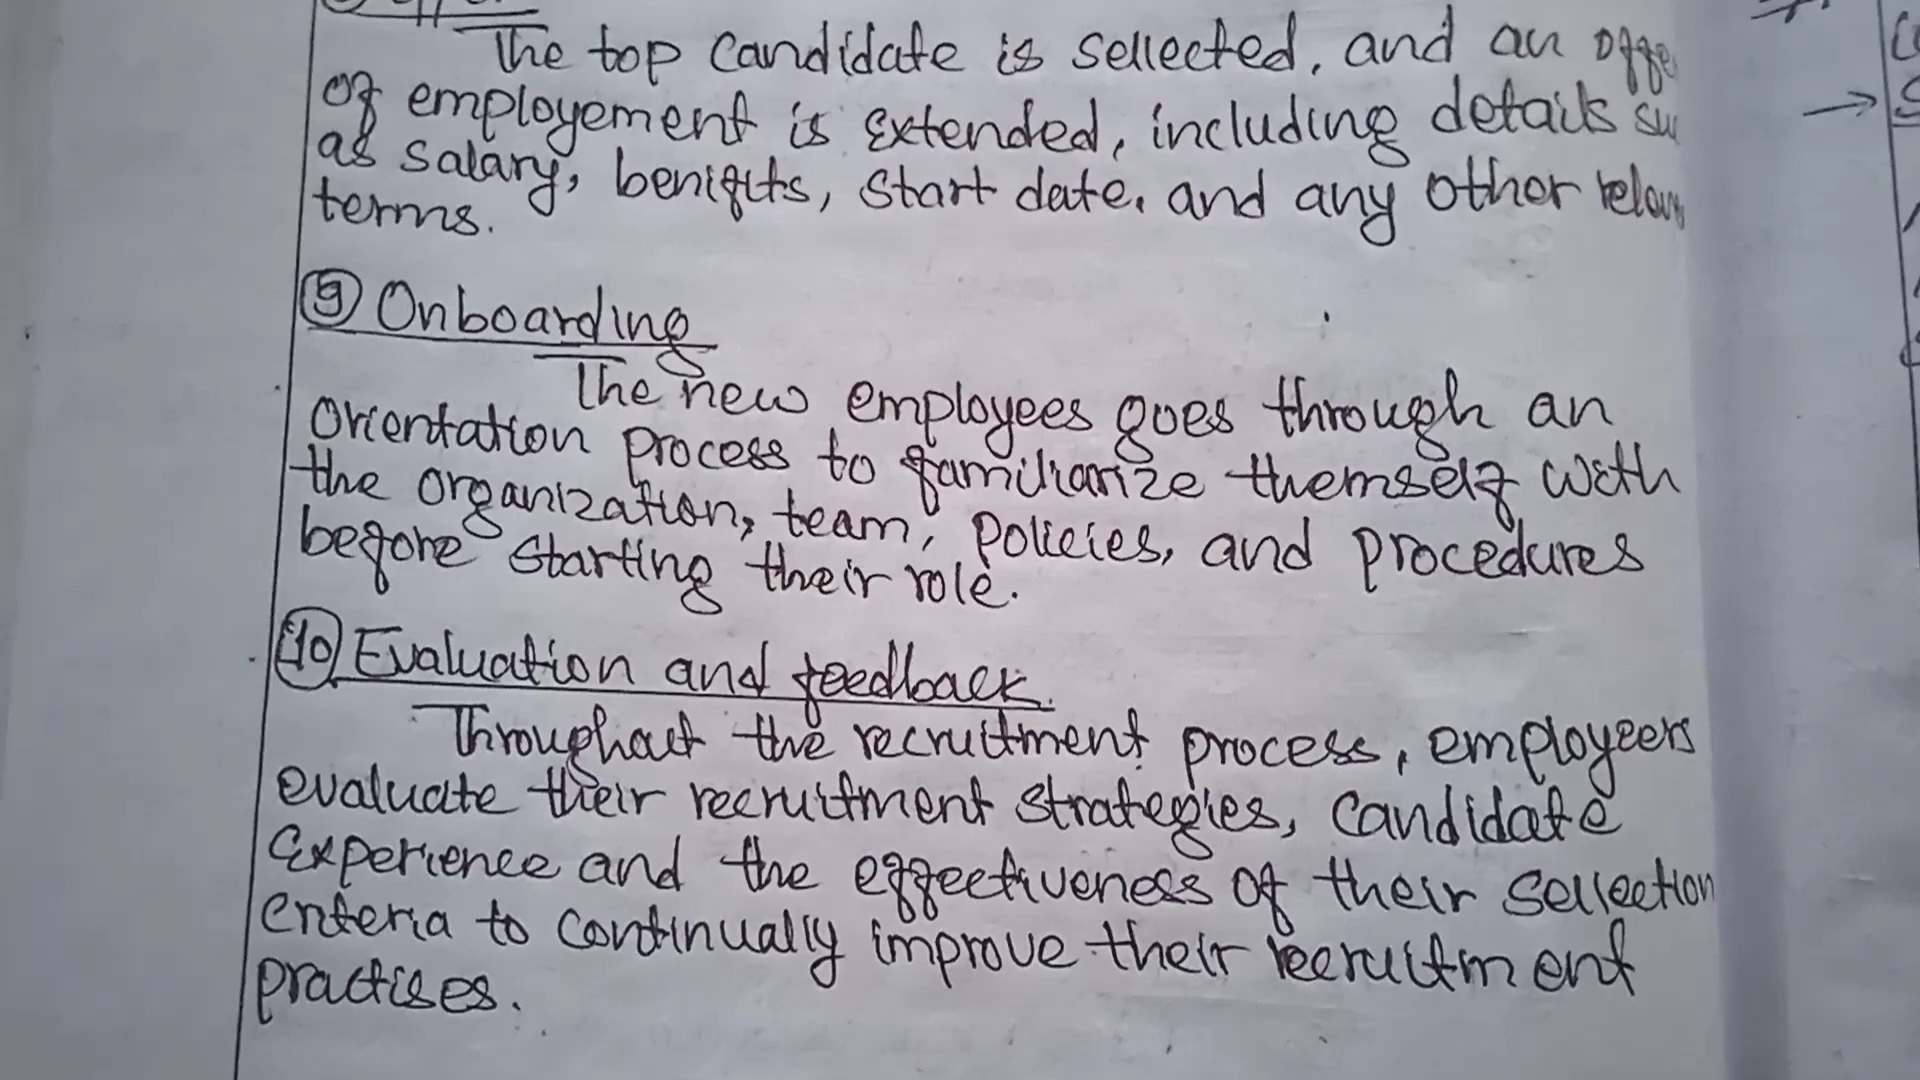 The top candidate is sellected, and an offe
of employement is extended, including details su
as salary, benifits, start date, and any other
terms.
⑨ Onboarding
The new employees goes through an
orientation process to familiarize themself with
the organization, team, policies, and procedures
before starting their role.
⑩ Evaluation and feedback.
Throughout the recruitment process, employeers
evaluate their recruitment strategies, candidate
experience and the effectiveness of their sellection
criteria to continually improve their recruitment
practises.